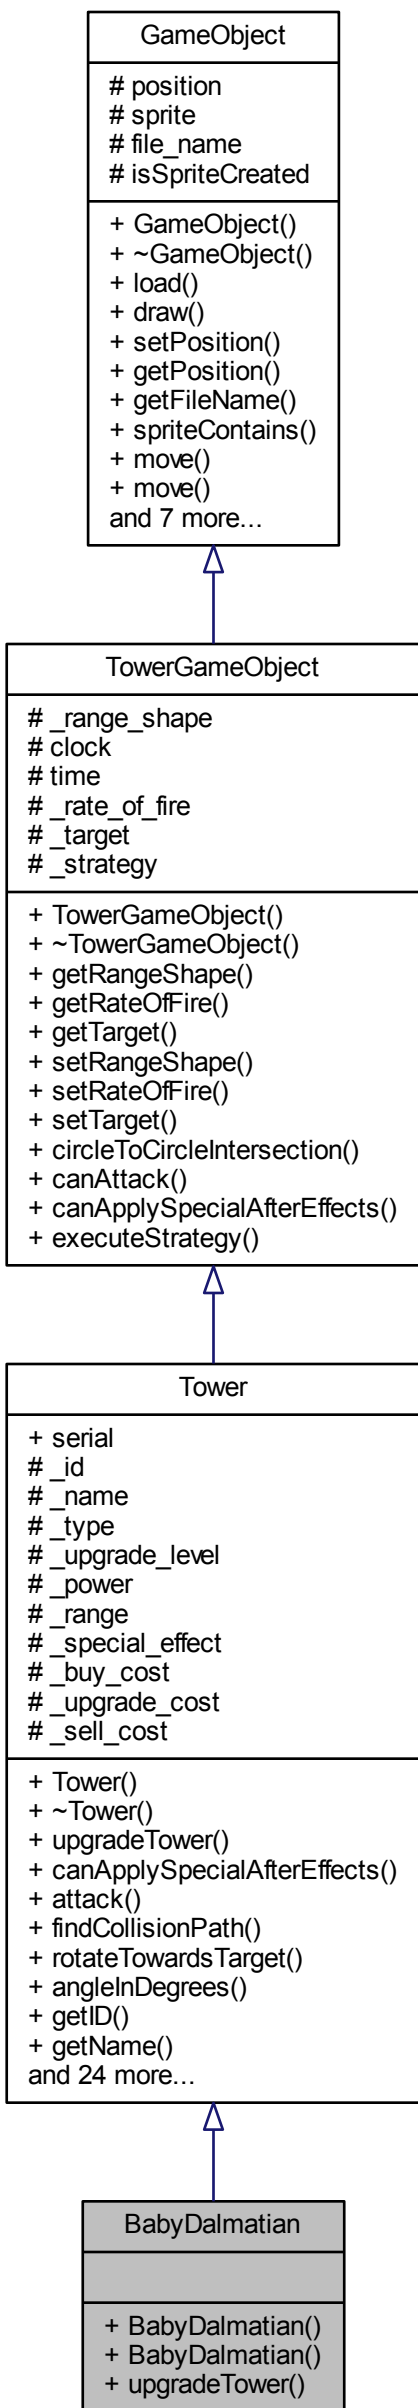 GameObject
# position
# sprite
# file_name
# isSpriteCreated
+ GameObject()
+ ~GameObject()
+ load()
+ draw()
+ setPosition()
+ getPosition()
+ getFileName()
+ spriteContains()
+ move()
+ move()
and 7 more...
TowerGameObject
# _range_shape
# clock
# time
# _rate_of_fire
# _target
# _strategy
+ TowerGameObject()
+ ~TowerGameObject()
+ getRangeShape()
+ getRateOfFire()
+ getTarget()
+ setRangeShape()
+ setRateOfFire()
+ setTarget()
+ circleToCircleIntersection()
+ canAttack()
+ canApplySpecialAfterEffects()
+ executeStrategy()
Tower
+ serial
# _id
# _name
# _type
# _upgrade_level
# _power
# _range
# _special_effect
# _buy_cost
# _upgrade_cost
# _sell_cost
+ Tower()
+ ~Tower()
+ upgradeTower()
+ canApplySpecialAfterEffects()
+ attack()
+ findCollisionPath()
+ rotateTowardsTarget()
+ angleInDegrees()
+ getID()
+ getName()
and 24 more...
BabyDalmatian
+ BabyDalmatian()
+ BabyDalmatian()
+ upgradeTower()